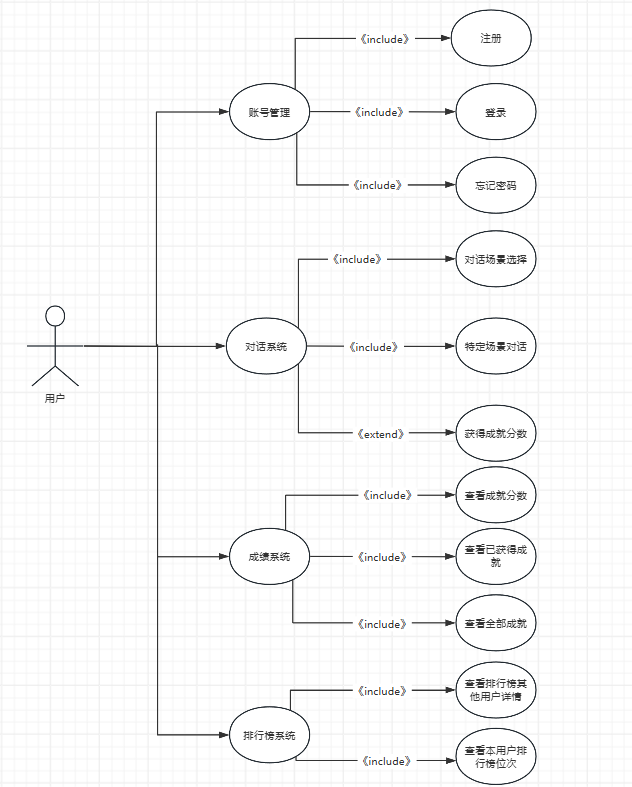 《include》
注册
账号管理
《include》
登录
《include》
忘记密码
《include》
对话场景选择
用户
对话系统
《include》
特定场景对话
《extend》
获得成就分数
《include》
查看成就分数
成绩系统
《include》
查看已获得成
就
《include》
查看全部成就
《include》
查看排行榜其
他用户详情
排行榜系统
《include》
查看本用户排
行榜位次